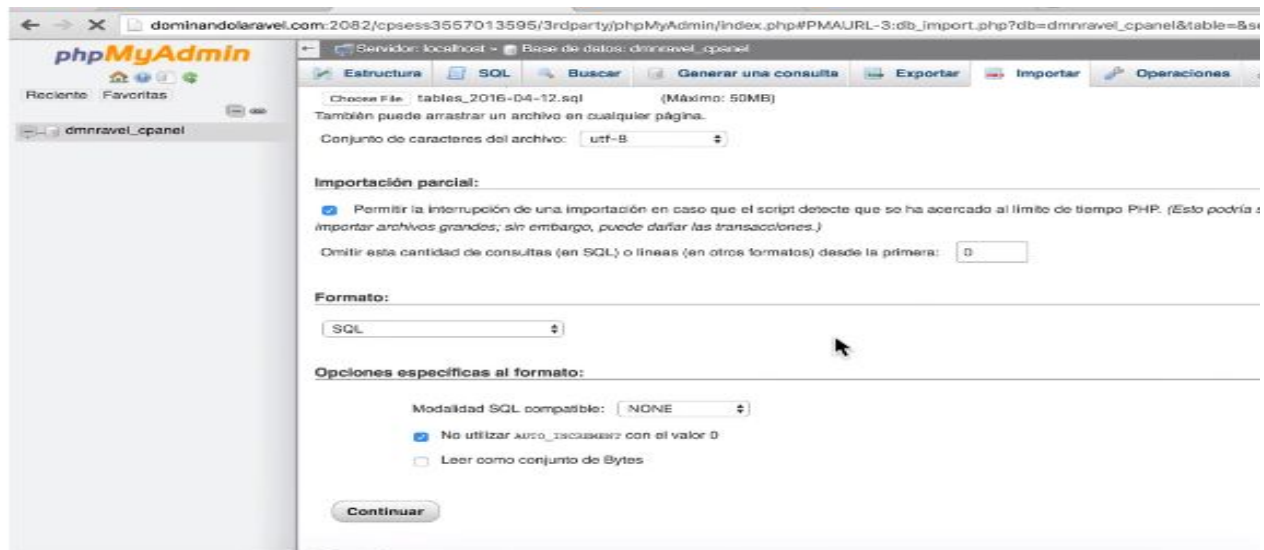 dominandolaravel.com:2082/cpsess3557013595/3rdparty/phpMyAdmin/index.php#PMAURL-3:db_import.php?db=dmnravel_cpanel&table=&se
phpMyAdmin
Reciente Favoritas
dmnravel_cpanel
Servidor: localhost » Base de datos: dmnravel_cpanel
Estructura SQL Buscar Generar una consulta Exportar Importar Operaciones
Choose File tables_2016-04-12.sql (Máximo: 50MB)
También puede arrastrar un archivo en cualquier página.
Conjunto de caracteres del archivo: utf-8
Importación parcial:
Permitir la interrupción de una importación en caso que el script detecte que se ha acercado al límite de tiempo PHP. (Esto podría s
importar archivos grandes; sin embargo, puede dañar las transacciones.)
Omitir esta cantidad de consultas (en SQL) o líneas (en otros formatos) desde la primera: 0
Formato:
SQL
Opciones específicas al formato:
Modalidad SQL compatible: NONE
No utilizar AUTO_INCREMENT con el valor 0
Leer como conjunto de Bytes
Continuar